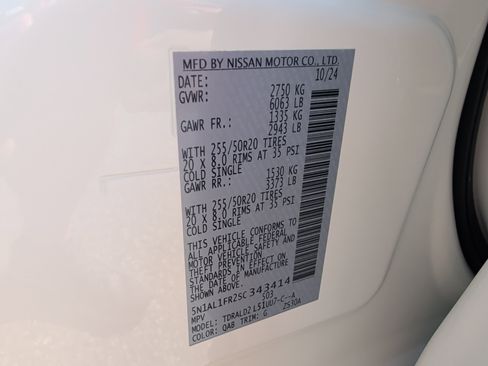 MFD BY NISSAN MOTOR CO., LTD.
DATE: 10/24
GVWR: 2750 KG
6063 LB
GAWR FR.: 1335 KG
2943 LB
WITH 255/50R20 TIRES
20 X 8.0 RIMS AT 35 PSI
COLD SINGLE
GAWR RR.: 1530 KG
3373 LB
WITH 255/50R20 TIRES
20 X 8.0 RIMS AT 35 PSI
COLD SINGLE
THIS VEHICLE CONFORMS TO
ALL APPLICABLE FEDERAL
MOTOR VEHICLE SAFETY AND
THEFT PREVENTION
STANDARDS IN EFFECT ON
THE DATE OF MANUFACTURE
SHOWN ABOVE.
5N1AL1FR2SC343414
MPV 503
MODEL:
COLOR: QAB TRIM: G